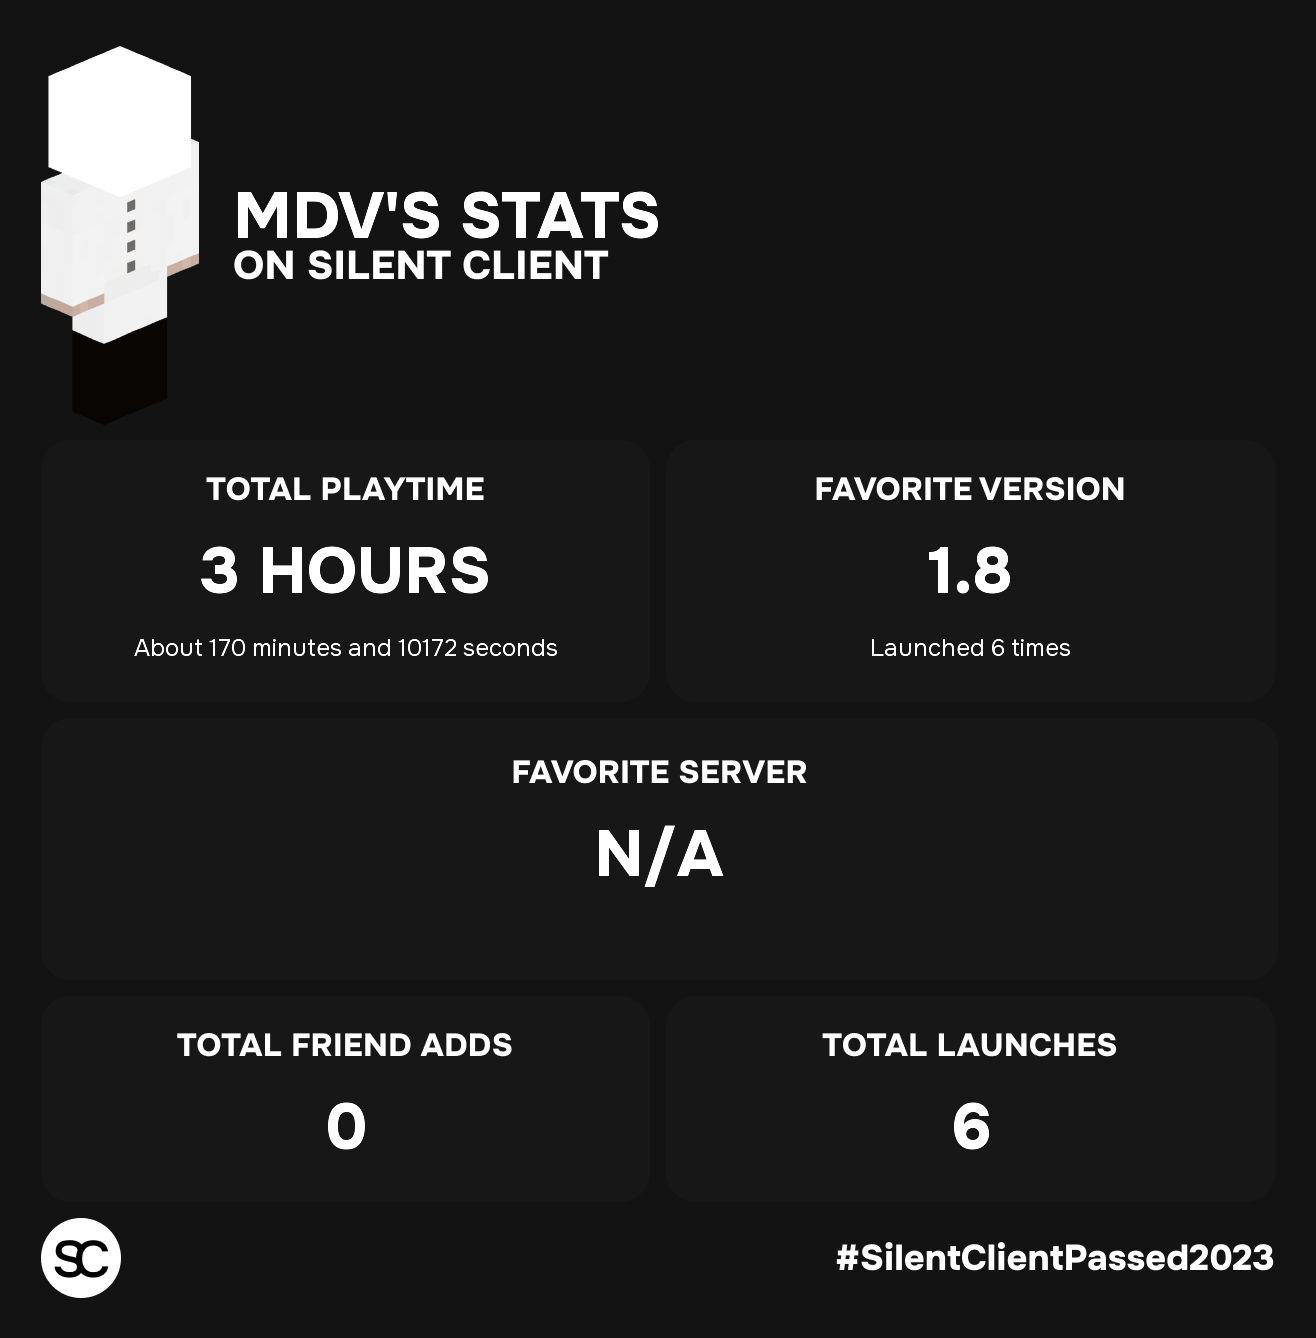 MDV'S STATS
ON SILENT CLIENT
TOTAL PLAYTIME
3 HOURS
About 170 minutes and 10172 seconds
FAVORITE VERSION
1.8
Launched 6 times
FAVORITE SERVER
N/A
TOTAL FRIEND ADDS
0
TOTAL LAUNCHES
6
SC
#SilentClientPassed2023